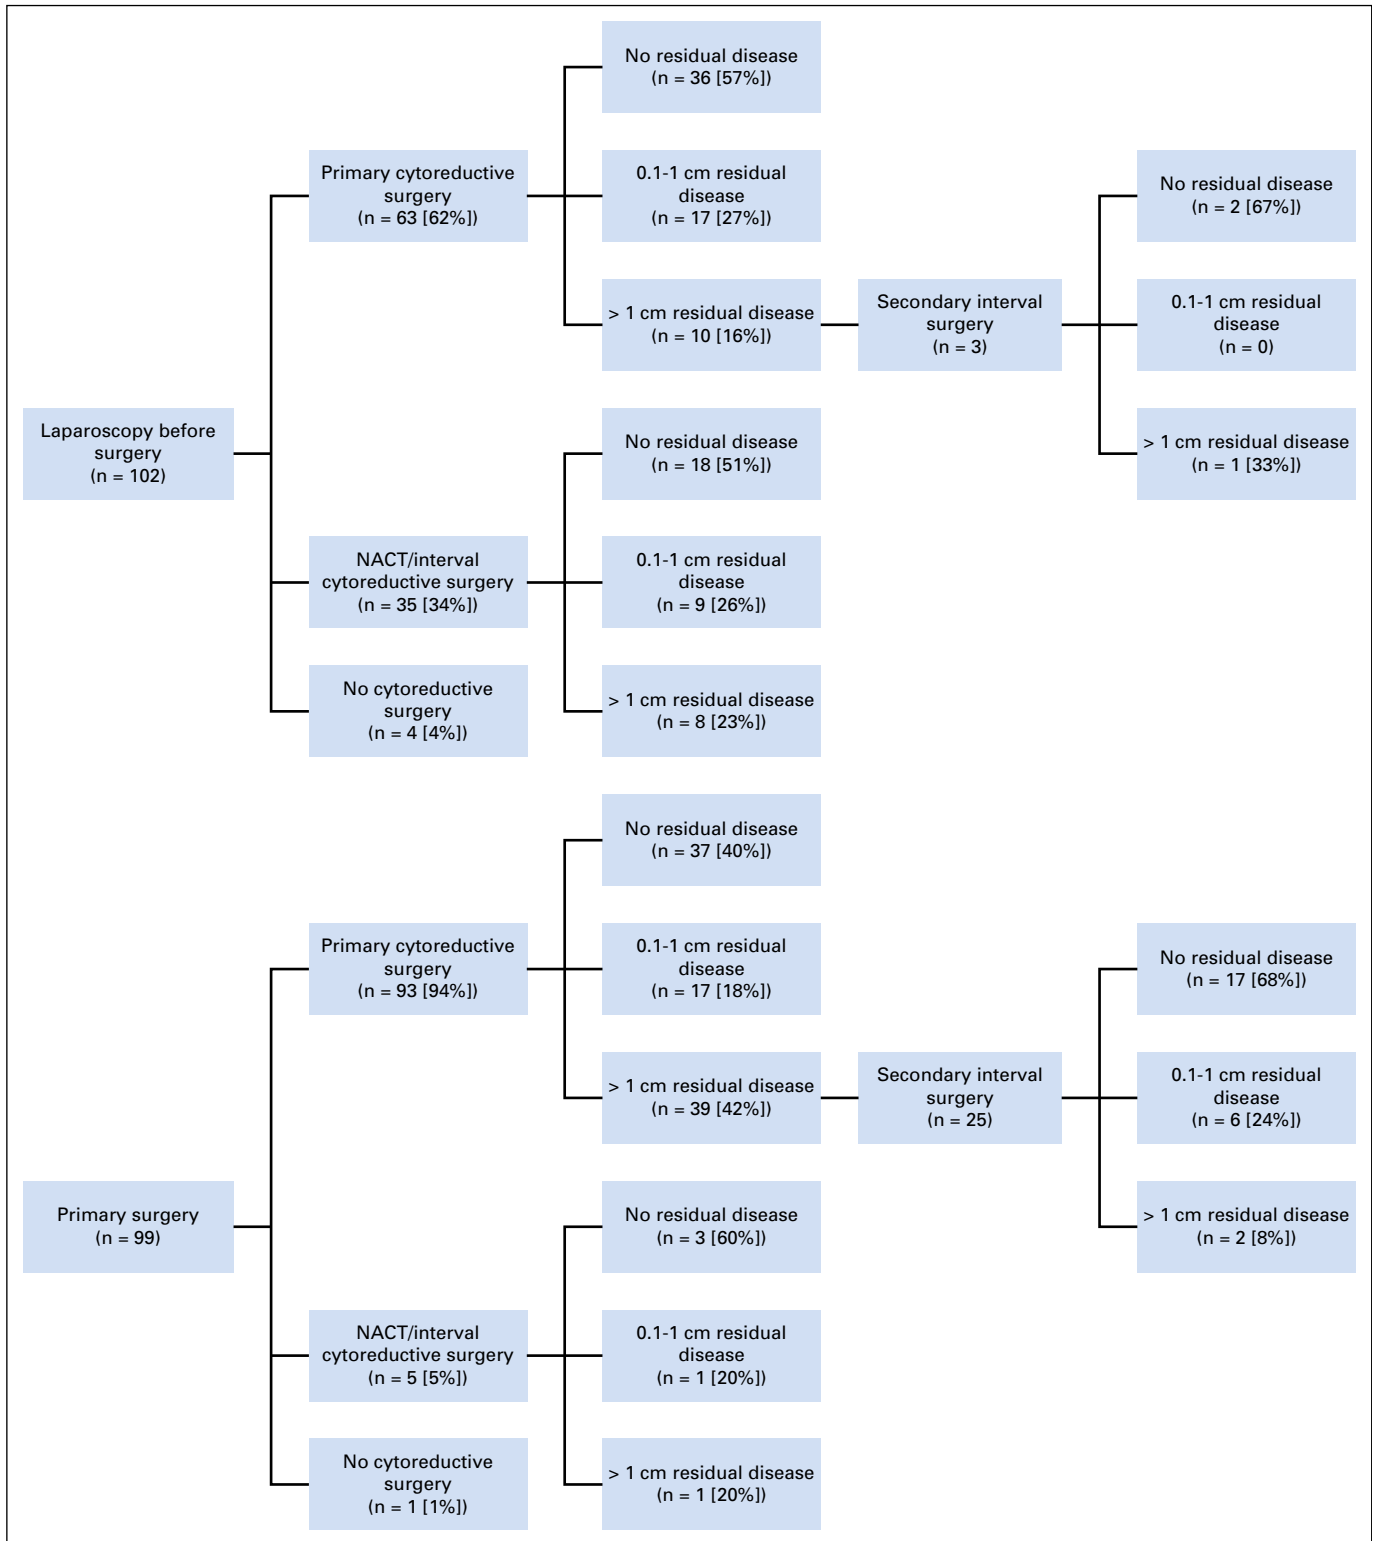 No residual disease
(n = 36 [57%])
Primary cytoreductive
surgery
(n = 63 [62%])
0.1-1 cm residual
disease
(n = 17 [27%])
> 1 cm residual disease
(n = 10 [16%])
Secondary interval
surgery
(n = 3)
No residual disease
(n = 2 [67%])
0.1-1 cm residual
disease
(n = 0)
> 1 cm residual disease
(n = 1 [33%])
Laparoscopy before
surgery
(n = 102)
No residual disease
(n = 18 [51%])
NACT/interval
cytoreductive surgery
(n = 35 [34%])
0.1-1 cm residual
disease
(n = 9 [26%])
No cytoreductive
surgery
(n = 4 [4%])
> 1 cm residual disease
(n = 8 [23%])
No residual disease
(n = 37 [40%])
Primary cytoreductive
surgery
(n = 93 [94%])
0.1-1 cm residual
disease
(n = 17 [18%])
> 1 cm residual disease
(n = 39 [42%])
Secondary interval
surgery
(n = 25)
No residual disease
(n = 17 [68%])
0.1-1 cm residual
disease
(n = 6 [24%])
> 1 cm residual disease
(n = 2 [8%])
Primary surgery
(n = 99)
No residual disease
(n = 3 [60%])
NACT/interval
cytoreductive surgery
(n = 5 [5%])
0.1-1 cm residual
disease
(n = 1 [20%])
No cytoreductive
surgery
(n = 1 [1%])
> 1 cm residual disease
(n = 1 [20%])